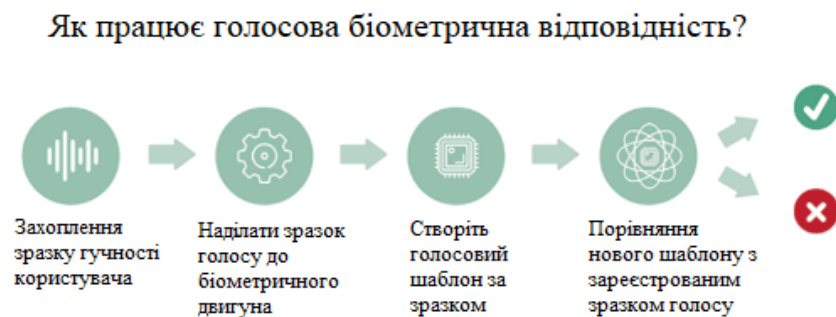 Як працює голосова біометрична відповідність?
Захоплення
зразку гучності
користувача
Наділати зразок
голосу до
біометричного
двигуна
Створіть
голосовий
шаблон за
зразком
Порівняння
нового шаблону з
зареєстрованим
зразком голосу